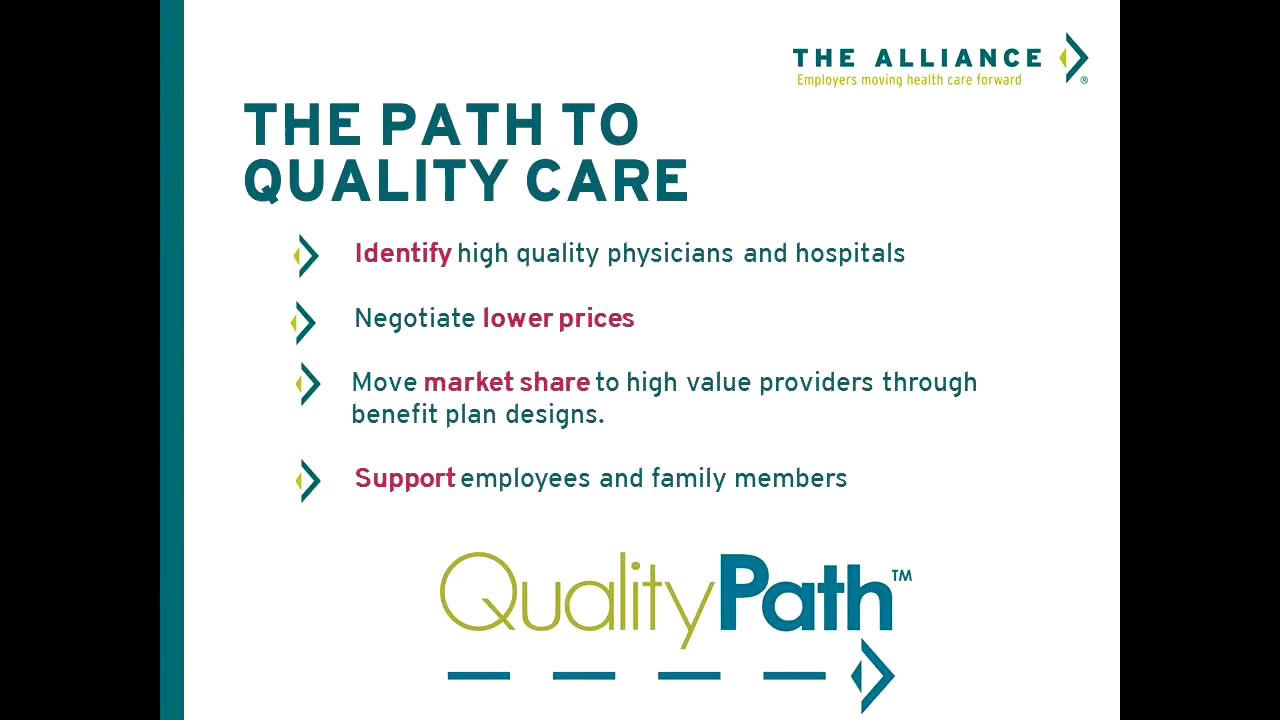 THE ALLIANCE
Employers moving health care forward
®
THE PATH TO
QUALITY CARE
Identify high quality physicians and hospitals
Negotiate lower prices
Move market share to high value providers through
benefit plan designs.
Support employees and family members
QualityPath™